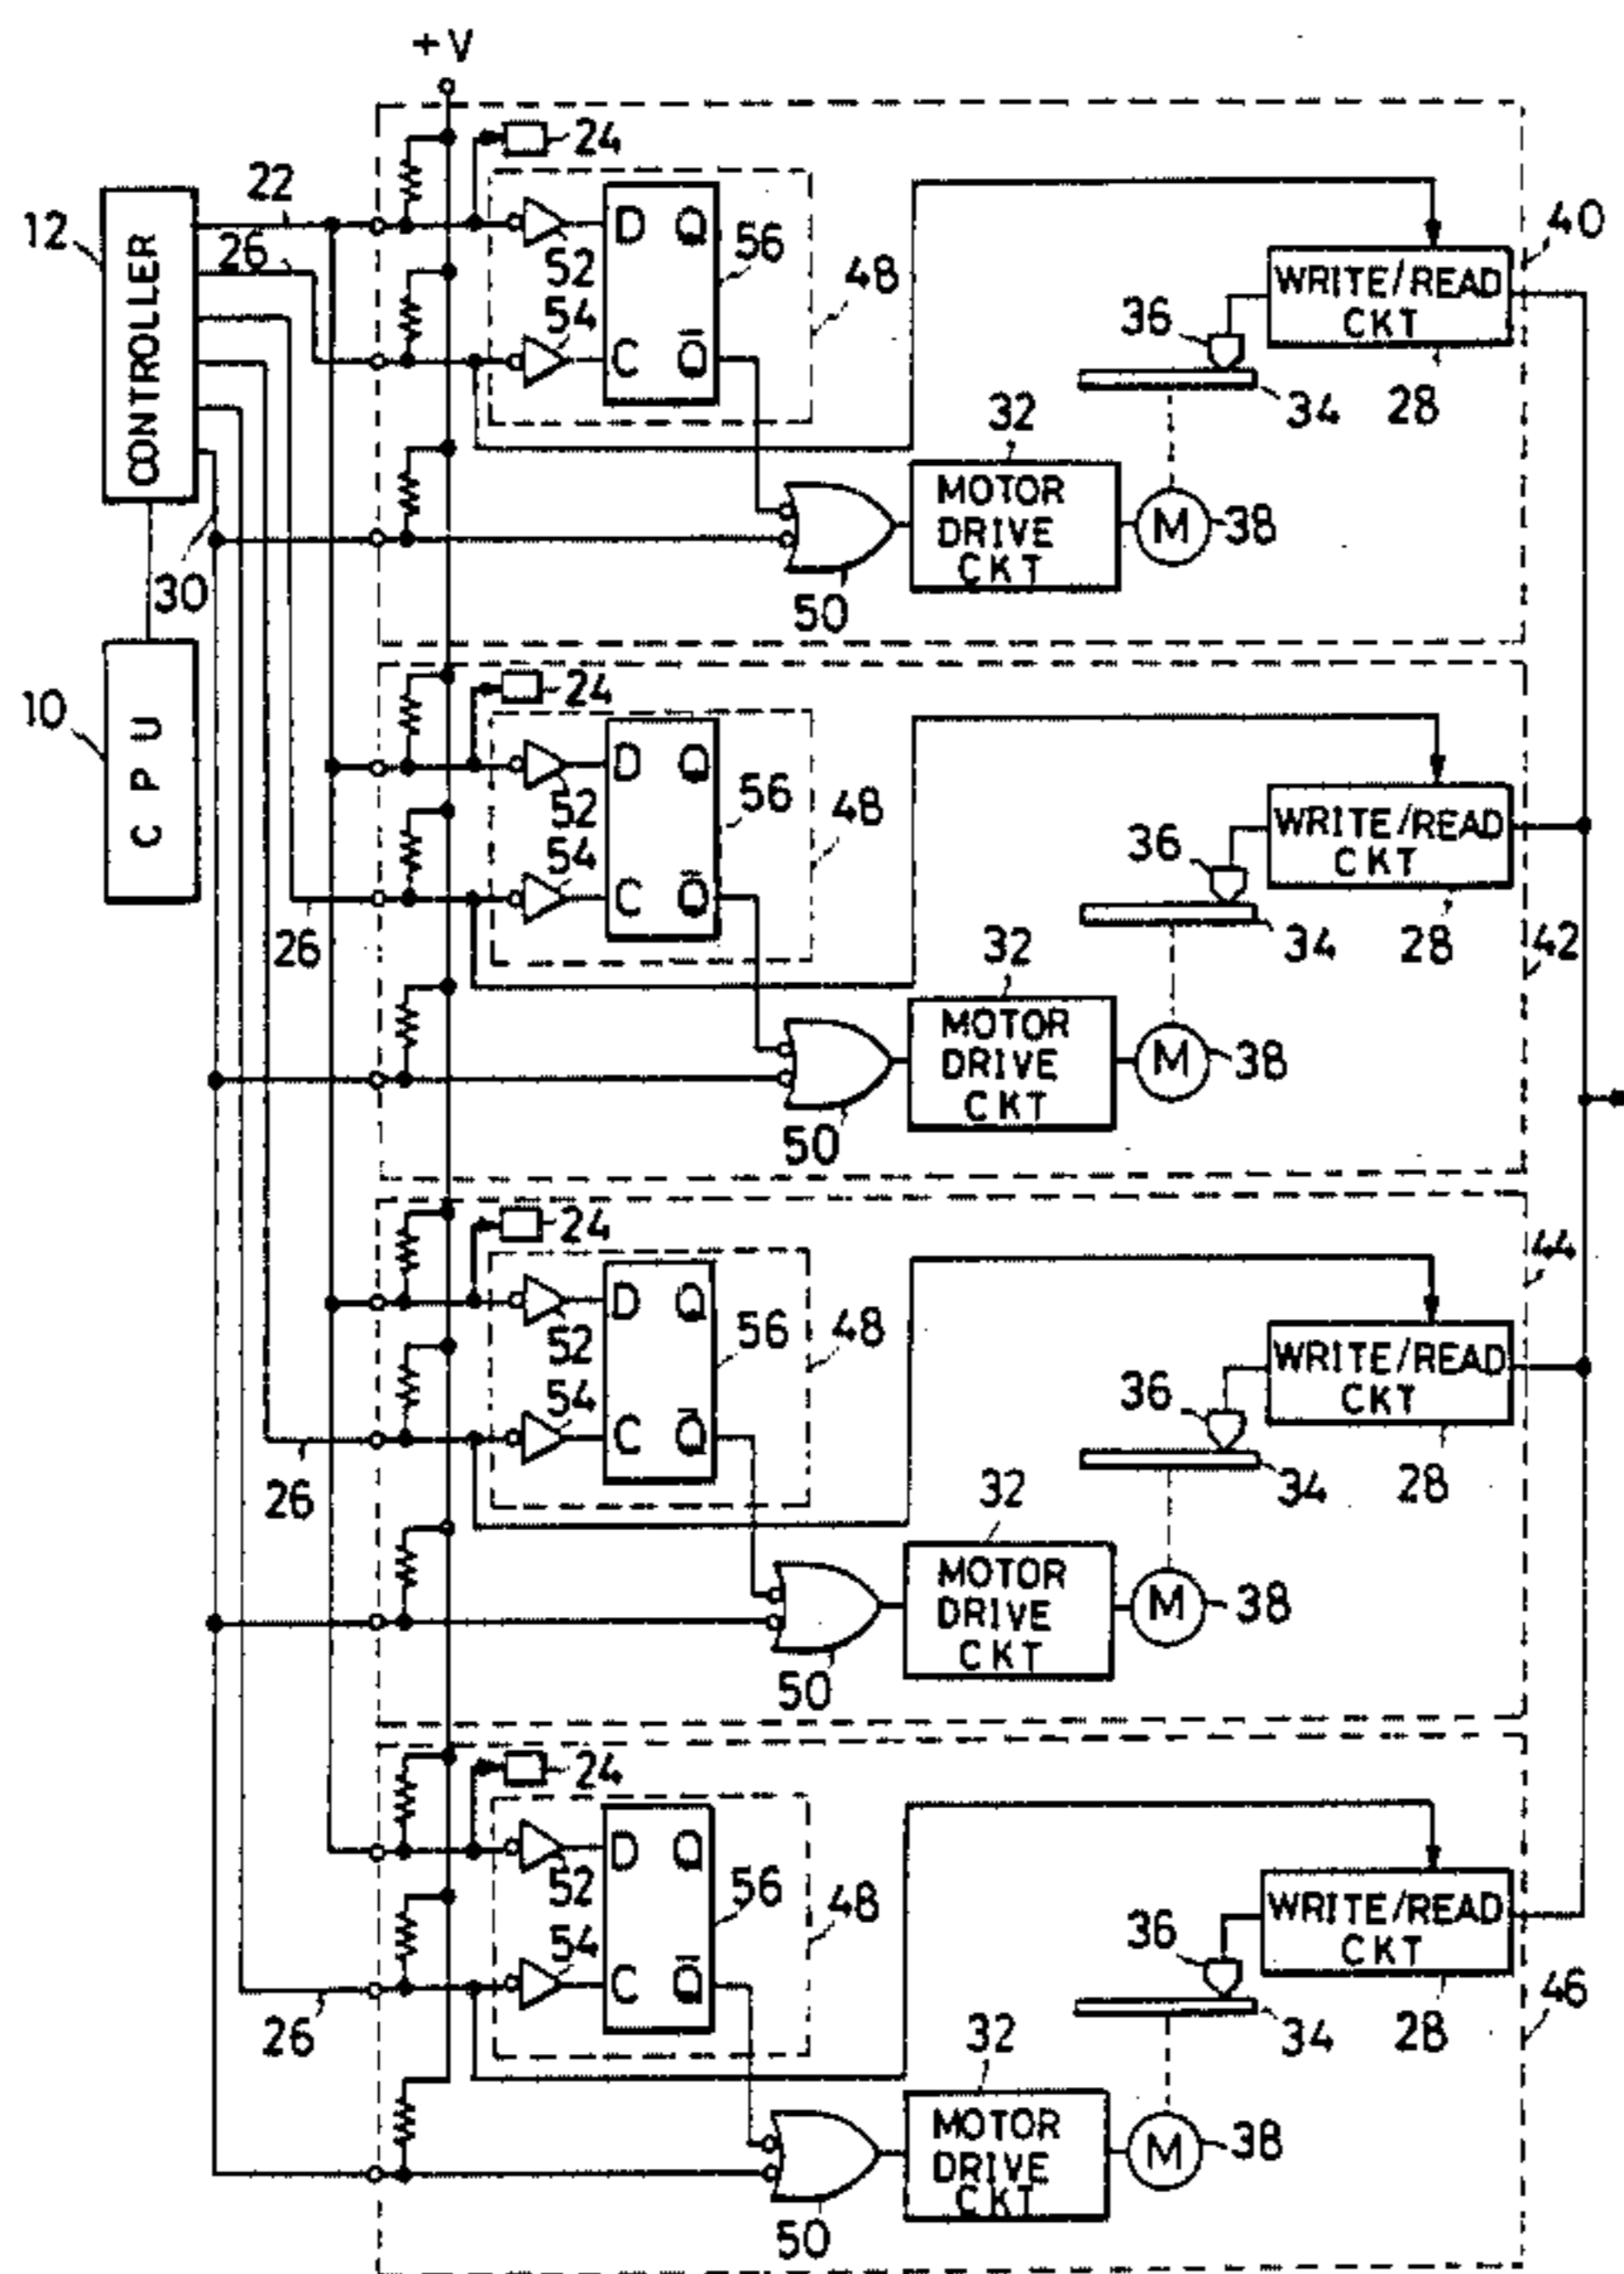 +V
24
22
12
26
CONTROLLER
D Q
52
56
48
54
C Q̅
40
WRITE/READ
CKT
36
34
28
32
MOTOR
DRIVE
CKT
M
38
30
50
10
CPU
24
D Q
52
56
48
54
C Q̅
26
WRITE/READ
CKT
36
34
28
42
32
MOTOR
DRIVE
CKT
M
38
50
24
44
D Q
52
56
48
54
C Q̅
26
WRITE/READ
CKT
36
34
28
32
MOTOR
DRIVE
CKT
M
38
50
24
D Q
52
56
48
54
C Q̅
26
WRITE/READ
CKT
36
34
28
46
32
MOTOR
DRIVE
CKT
M
38
50